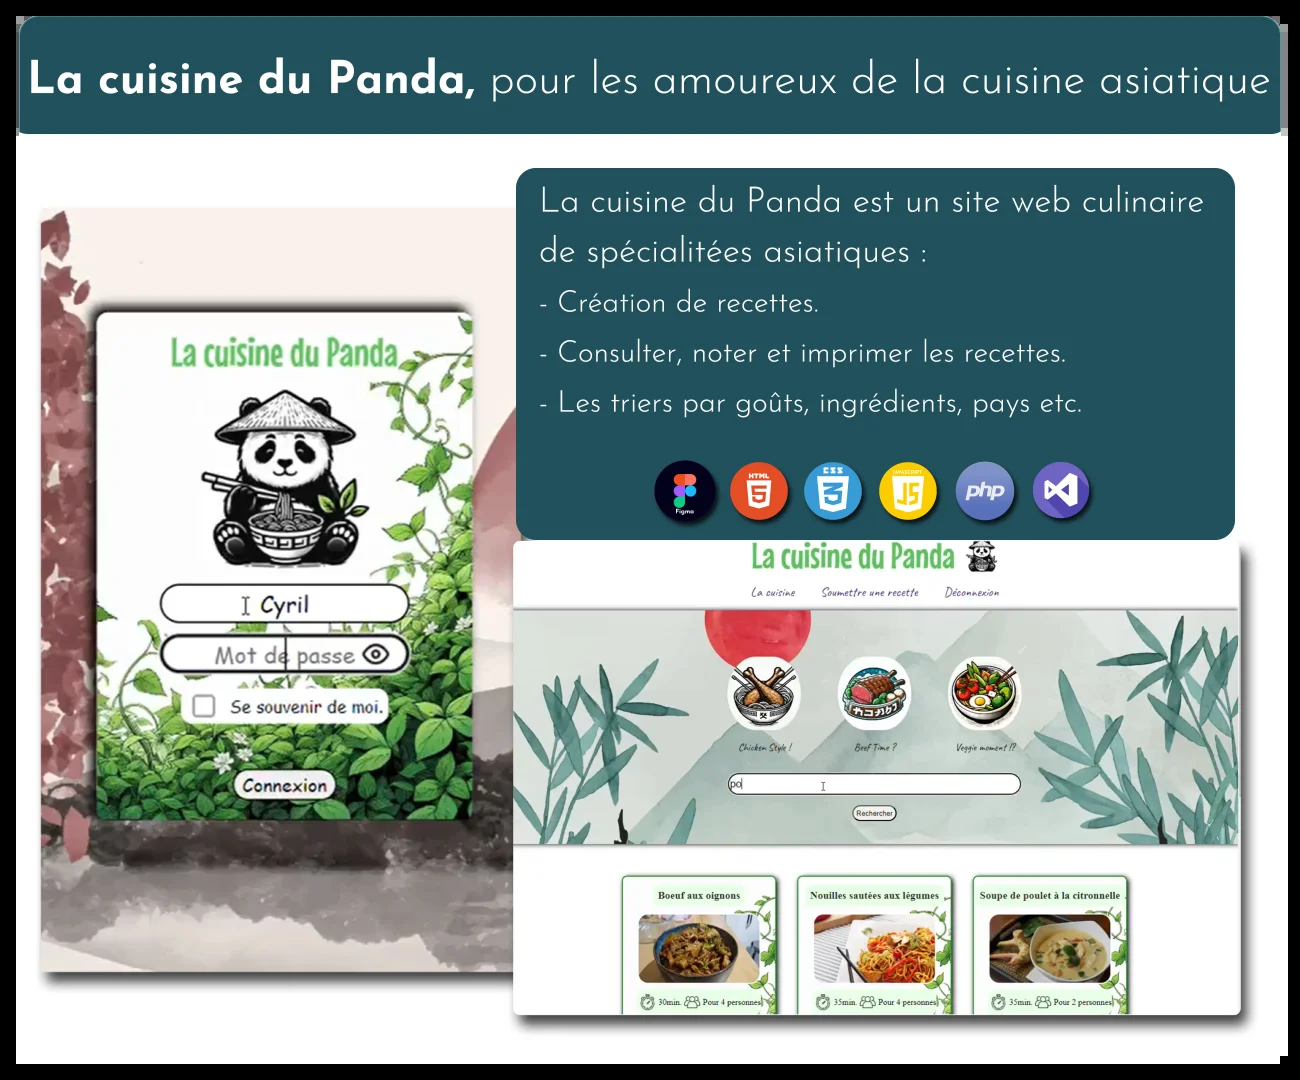 La cuisine du Panda, pour les amoureux de la cuisine asiatique
La cuisine du Panda est un site web culinaire
de spécialitées asiatiques :
- Création de recettes.
- Consulter, noter et imprimer les recettes.
- Les triers par goûts, ingrédients, pays etc.
Figma
HTML
5
CSS
3
JAVASCRIPT
JS
php
La cuisine du Panda
Cyril
Mot de passe
Se souvenir de moi.
Connexion
La cuisine du Panda
La cuisine Soumettre une recette Déconnexion
Chicken Style ! Beef Time ? Veggie moment !?
po
Rechercher
Boeuf aux oignons
30min. Pour 4 personnes
Nouilles sautées aux légumes
35min. Pour 4 personnes
Soupe de poulet à la citronnelle
35min. Pour 2 personnes